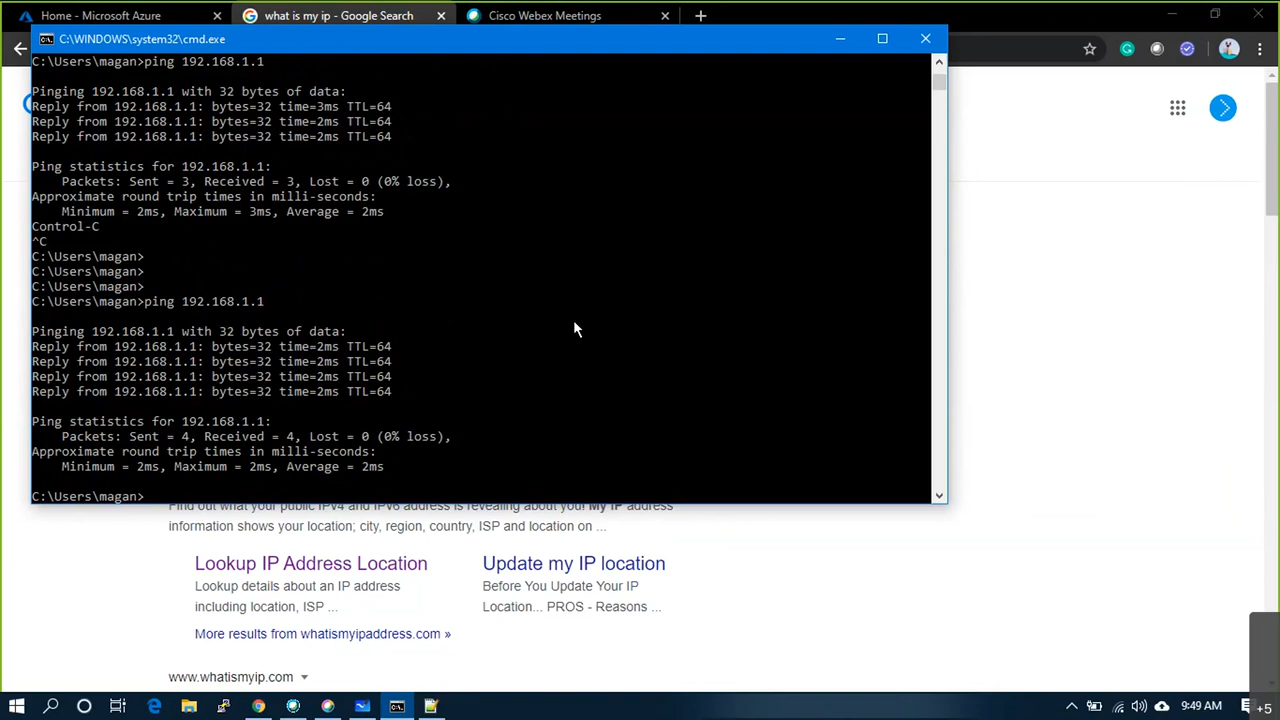 Home - Microsoft Azure
what is my ip - Google Search
Cisco Webex Meetings
C:\WINDOWS\system32\cmd.exe
C:\Users\magan>ping 192.168.1.1
Pinging 192.168.1.1 with 32 bytes of data:
Reply from 192.168.1.1: bytes=32 time=3ms TTL=64
Reply from 192.168.1.1: bytes=32 time=2ms TTL=64
Reply from 192.168.1.1: bytes=32 time=2ms TTL=64
Ping statistics for 192.168.1.1:
Packets: Sent = 3, Received = 3, Lost = 0 (0% loss),
Approximate round trip times in milli-seconds:
Minimum = 2ms, Maximum = 3ms, Average = 2ms
Control-C
^C
C:\Users\magan>
C:\Users\magan>
C:\Users\magan>
C:\Users\magan>ping 192.168.1.1
Pinging 192.168.1.1 with 32 bytes of data:
Reply from 192.168.1.1: bytes=32 time=2ms TTL=64
Reply from 192.168.1.1: bytes=32 time=2ms TTL=64
Reply from 192.168.1.1: bytes=32 time=2ms TTL=64
Reply from 192.168.1.1: bytes=32 time=2ms TTL=64
Ping statistics for 192.168.1.1:
Packets: Sent = 4, Received = 4, Lost = 0 (0% loss),
Approximate round trip times in milli-seconds:
Minimum = 2ms, Maximum = 2ms, Average = 2ms
C:\Users\magan>
Find out what your public IPv4 and IPv6 address is revealing about you! My IP address
information shows your location; city, region, country, ISP and location on ...
Lookup IP Address Location
Lookup details about an IP address
including location, ISP ...
Update my IP location
Before You Update Your IP
Location... PROS - Reasons ...
More results from whatismyipaddress.com »
www.whatismyip.com
9:49 AM
+5